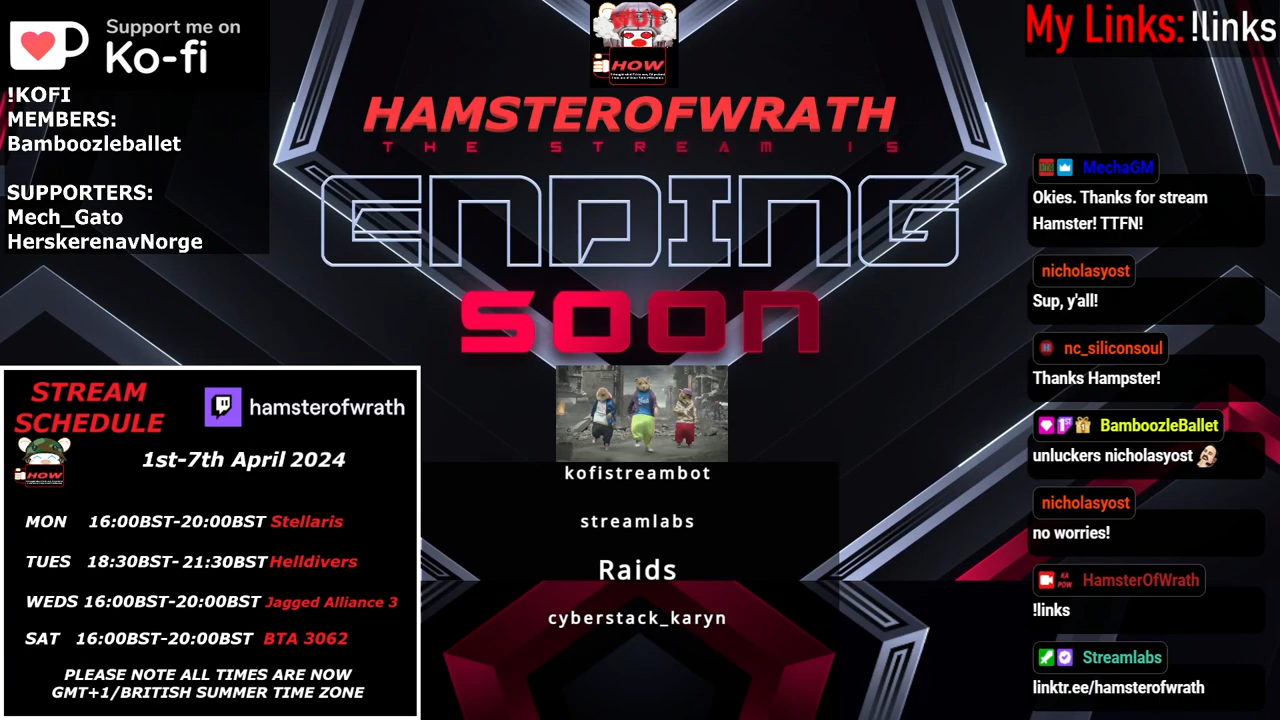 Support me on
Ko-fi
!KOFI
MEMBERS:
Bamboozleballet
SUPPORTERS:
Mech_Gato
HerskerenavNorge
WUT
HOW
HAMSTEROFWRATH
THE STREAM IS
ENDING
SOON
My Links: !links
MechaGM
Okies. Thanks for stream
Hamster! TTFN!
nicholasyost
Sup, y'all!
nc_siliconsoul
Thanks Hampster!
BamboozleBallet
unluckers nicholasyost
nicholasyost
no worries!
KA POW HamsterOfWrath
!links
Streamlabs
linktr.ee/hamsterofwrath
STREAM
SCHEDULE
hamsterofwrath
HOW
1st-7th April 2024
MON 16:00BST-20:00BST Stellaris
TUES 18:30BST-21:30BST Helldivers
WEDS 16:00BST-20:00BST Jagged Alliance 3
SAT 16:00BST-20:00BST BTA 3062
PLEASE NOTE ALL TIMES ARE NOW
GMT+1/BRITISH SUMMER TIME ZONE
kofistreambot
streamlabs
Raids
cyberstack_karyn